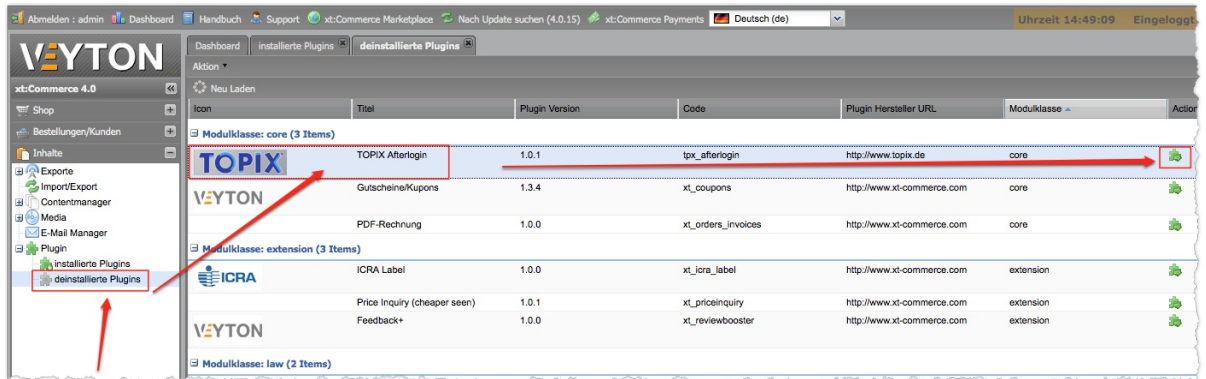 Abmelden : admin Dashboard Handbuch Support xt:Commerce Marketplace Nach Update suchen (4.0.15) xt:Commerce Payments Deutsch (de) Uhrzeit 14:49:09 Eingeloggt
VEYTON
Dashboard installierte Plugins deinstallierte Plugins
Aktion
xt:Commerce 4.0
Neu Laden
Shop
Bestellungen/Kunden
Inhalte
Exporte
Import/Export
Contentmanager
Media
E-Mail Manager
Plugin
installierte Plugins
deinstallierte Plugins
Icon Titel Plugin Version Code Plugin Hersteller URL Modulklasse Action
Modulklasse: core (3 Items)
TOPIX TOPIX Afterlogin 1.0.1 tpx_afterlogin http://www.topix.de core
VEYTON Gutscheine/Kupons 1.3.4 xt_coupons http://www.xt-commerce.com core
PDF-Rechnung 1.0.0 xt_orders_invoices http://www.xt-commerce.com core
Modulklasse: extension (3 Items)
ICRA ICRA Label 1.0.0 xt_icra_label http://www.xt-commerce.com extension
Price Inquiry (cheaper seen) 1.0.1 xt_priceinquiry http://www.xt-commerce.com extension
VEYTON Feedback+ 1.0.0 xt_reviewbooster http://www.xt-commerce.com extension
Modulklasse: law (2 Items)